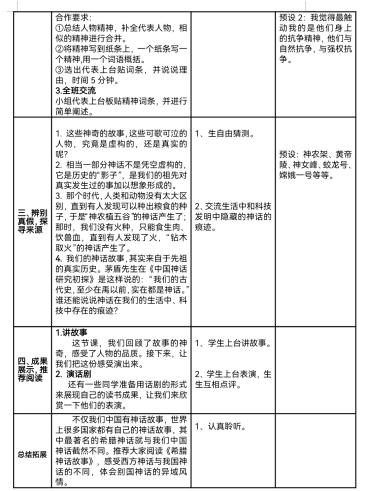 合作要求：
①总结人物精神，补全代表人物，相
似的精神进行合并。
②将精神写到纸条上，一个纸条写一
个精神,用一个词语概括。
③选出代表上台贴词条，并说说理
由，时间 5 分钟。
3.全班交流
小组代表上台板贴精神词条，并进行
简单阐述。
预设 2：我觉得最触
动我的是他们身上
的抗争精神，他们与
自然抗争，与强权抗
争。
三、辨别
真假，探
寻来源
1. 这些神奇的故事,这些可歌可泣的
人物，究竟是虚构的，还是真实的
呢？
2. 相当一部分神话不是凭空虚构的，
它是历史的“影子”，是我们的祖先对
真实发生过的事加以想象形成的。
3. 那个时代,人类和动物没有太大区
别，直到有人发现可以种出粮食的种
子，于是“神农植五谷”的神话产生了；
那时，我们没有火种，只能食生肉、
饮兽血，直到有人发现了火，“钻木
取火”的神话产生了。
4. 我们的神话故事,其实来自于先祖
的真实历史。茅盾先生在《中国神话
研究初探》是这样说的：“我们的古
代史,至少在禹以前,实在都是神话。”
谁还能说说神话在我们的生活中、科
技中存在的痕迹？
1、生自由猜测。
2、交流生活中和科技
发明中隐藏的神话的
痕迹。
预设：神农架、黄帝
陵、神女峰、蛟龙号、
嫦娥一号等等。
四、成果
展示，推
荐阅读
1.讲故事
这节课，我们回顾了故事的神
奇，感受了人物的品质。接下来，让
我们把这份感受演出来。
2. 演话剧
还有一些同学准备用话剧的形式
来展现自己的读书成果，让我们来欣
赏一下他们的表演。
1、学生上台讲故事。
2、学生上台表演，生
生互相点评。
总结拓展
不仅我们中国有神话故事，世界
上很多国家都有自己的神话故事，其
中最著名的希腊神话就与我们中国
神话截然不同。推荐大家阅读《希腊
神话故事》，感受西方神话与我国神
话的不同，体会别国神话的异域风
情。
1、认真聆听。